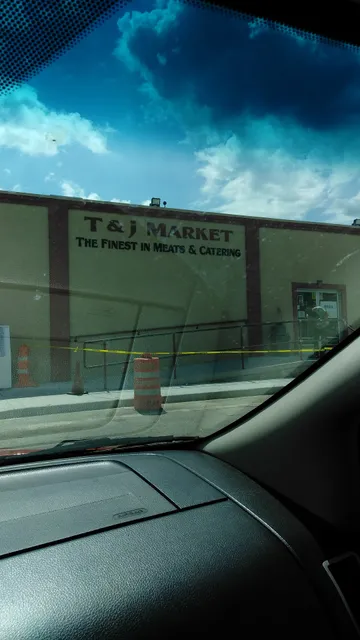 T & J MARKET
THE FINEST IN MEATS & CATERING